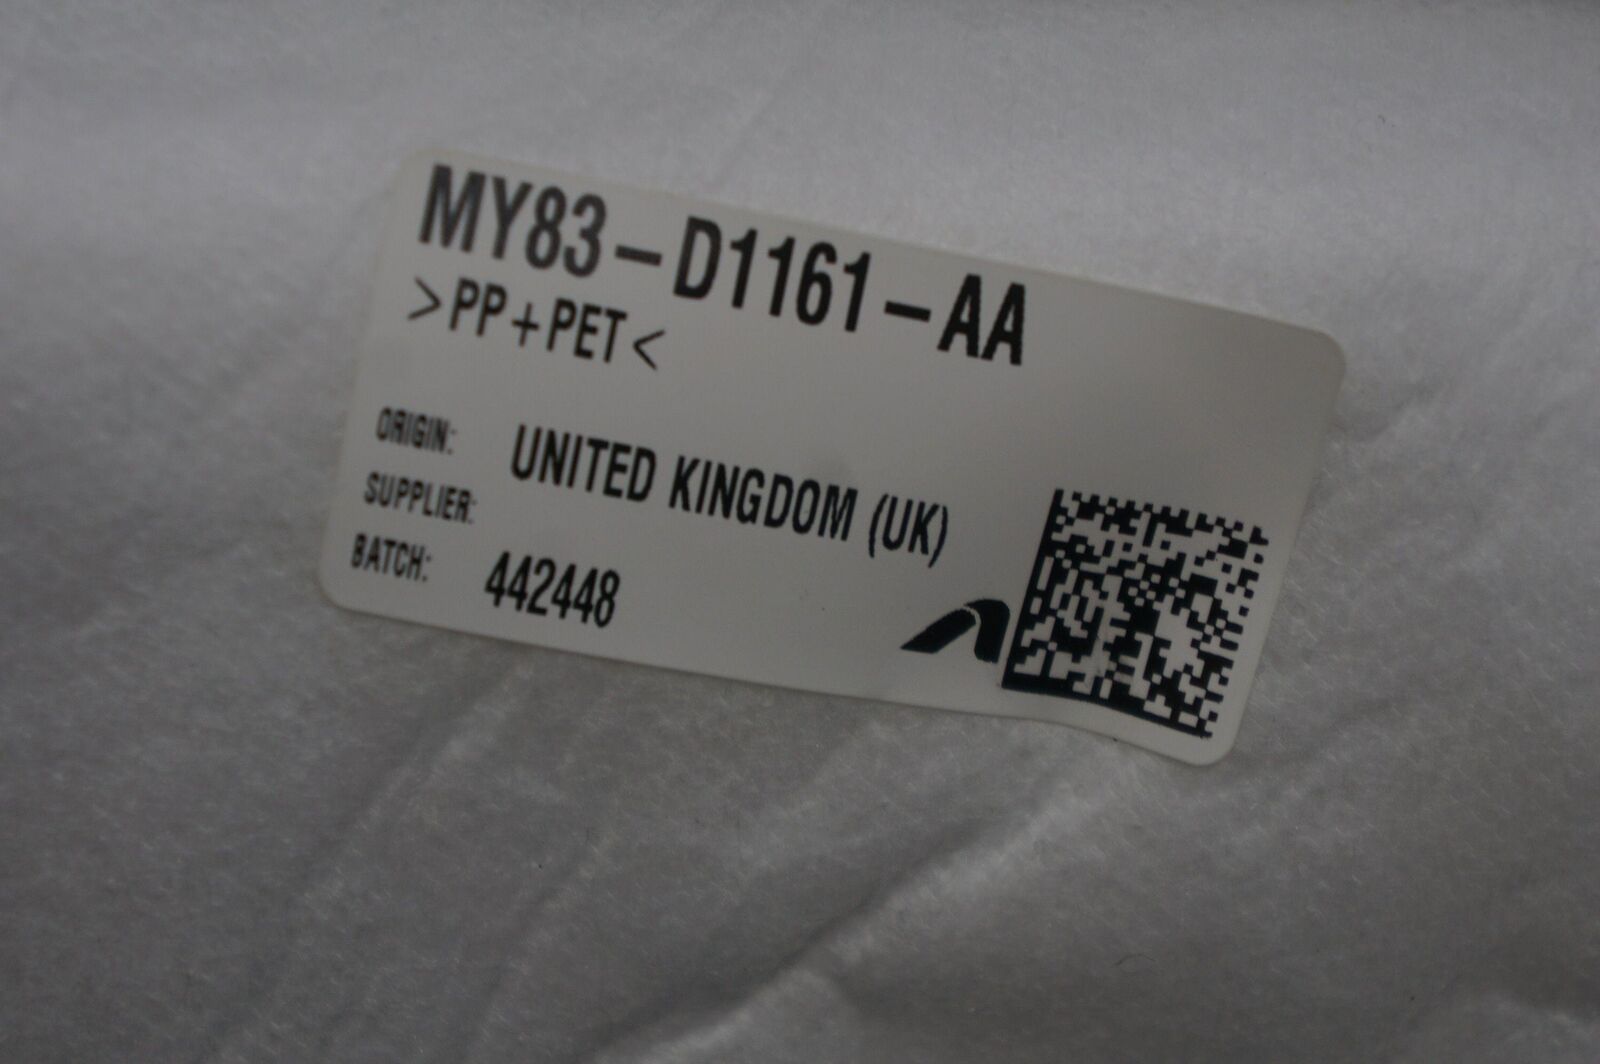 MY83-D1161-AA
>PP+PET<
ORIGIN: UNITED KINGDOM (UK)
SUPPLIER:
BATCH: 442448